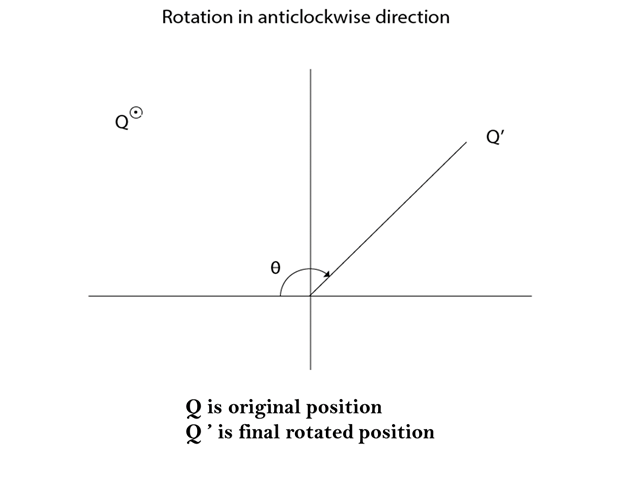 Rotation in anticlockwise direction
Q
Q′
θ
Q is original position
Q ’ is final rotated position